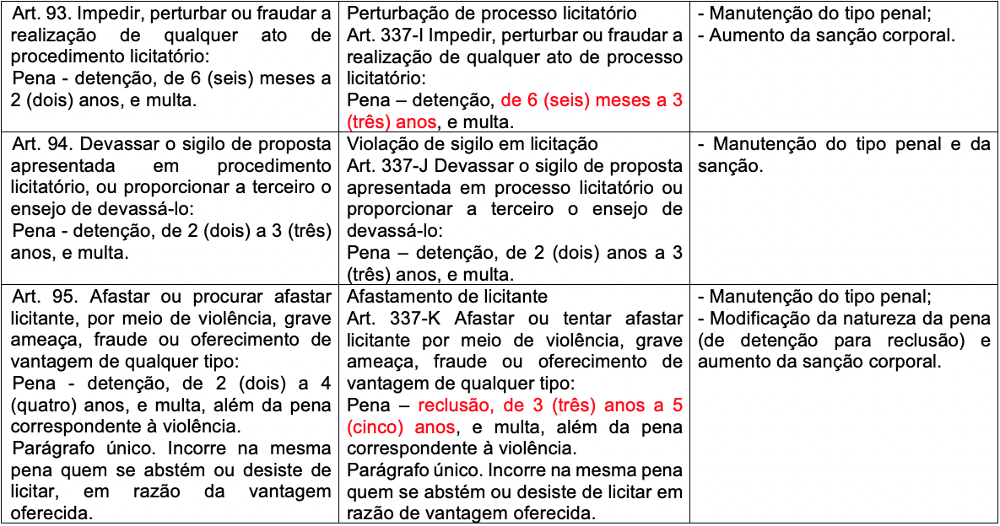 Art. 93. Impedir, perturbar ou fraudar a
realização de qualquer ato de
procedimento licitatório:
Pena - detenção, de 6 (seis) meses a
2 (dois) anos, e multa.
Perturbação de processo licitatório
Art. 337-I Impedir, perturbar ou fraudar a
realização de qualquer ato de processo
licitatório:
Pena – detenção, de 6 (seis) meses a 3
(três) anos, e multa.
- Manutenção do tipo penal;
- Aumento da sanção corporal.
Art. 94. Devassar o sigilo de proposta
apresentada em procedimento
licitatório, ou proporcionar a terceiro o
ensejo de devassá-lo:
Pena - detenção, de 2 (dois) a 3 (três)
anos, e multa.
Violação de sigilo em licitação
Art. 337-J Devassar o sigilo de proposta
apresentada em processo licitatório ou
proporcionar a terceiro o ensejo de
devassá-lo:
Pena – detenção, de 2 (dois) anos a 3
(três) anos, e multa.
- Manutenção do tipo penal e da
sanção.
Art. 95. Afastar ou procurar afastar
licitante, por meio de violência, grave
ameaça, fraude ou oferecimento de
vantagem de qualquer tipo:
Pena - detenção, de 2 (dois) a 4
(quatro) anos, e multa, além da pena
correspondente à violência.
Parágrafo único. Incorre na mesma
pena quem se abstém ou desiste de
licitar, em razão da vantagem
oferecida.
Afastamento de licitante
Art. 337-K Afastar ou tentar afastar
licitante por meio de violência, grave
ameaça, fraude ou oferecimento de
vantagem de qualquer tipo:
Pena – reclusão, de 3 (três) anos a 5
(cinco) anos, e multa, além da pena
correspondente à violência.
Parágrafo único. Incorre na mesma pena
quem se abstém ou desiste de licitar em
razão de vantagem oferecida.
- Manutenção do tipo penal;
- Modificação da natureza da pena
(de detenção para reclusão) e
aumento da sanção corporal.